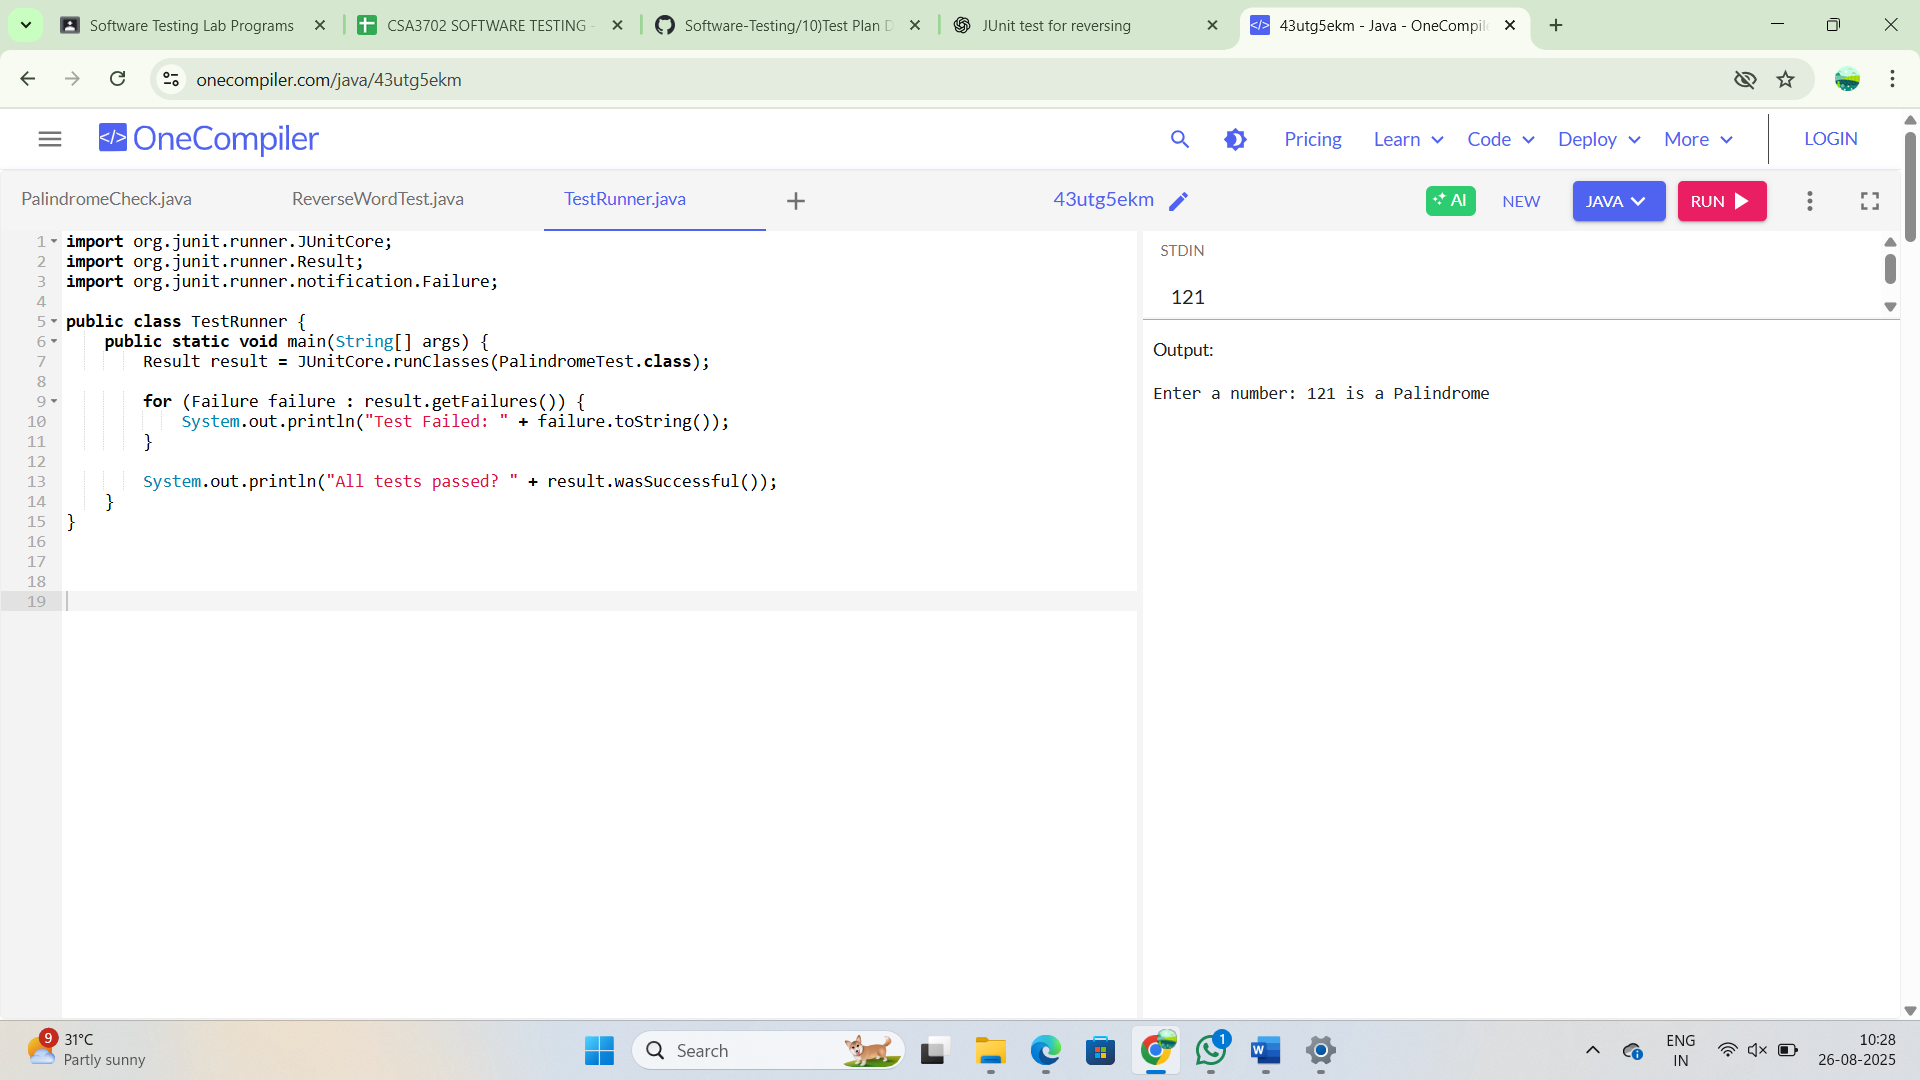 Software Testing Lab Programs
CSA3702 SOFTWARE TESTING -
Software-Testing/10)Test Plan D
JUnit test for reversing
43utg5ekm - Java - OneCompile
onecompiler.com/java/43utg5ekm
</> OneCompiler
Pricing
Learn
Code
Deploy
More
LOGIN
PalindromeCheck.java
ReverseWordTest.java
TestRunner.java
43utg5ekm
AI
NEW
JAVA
RUN
1 import org.junit.runner.JUnitCore;
2 import org.junit.runner.Result;
3 import org.junit.runner.notification.Failure;
4
5 public class TestRunner {
6     public static void main(String[] args) {
7         Result result = JUnitCore.runClasses(PalindromeTest.class);
8
9         for (Failure failure : result.getFailures()) {
10             System.out.println("Test Failed: " + failure.toString());
11         }
12
13         System.out.println("All tests passed? " + result.wasSuccessful());
14     }
15 }
16
17
18
19
STDIN
121
Output:
Enter a number: 121 is a Palindrome
9
31°C
Partly sunny
Search
1
ENG
IN
10:28
26-08-2025